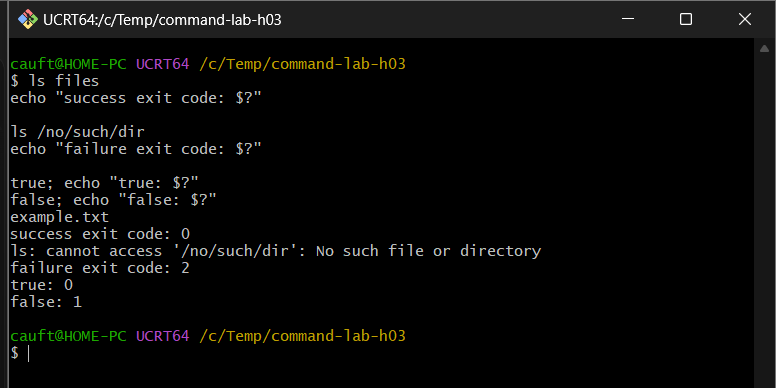 UCRT64:/c/Temp/command-lab-h03
cauft@HOME-PC UCRT64 /c/Temp/command-lab-h03
$ ls files
echo "success exit code: $?"
ls /no/such/dir
echo "failure exit code: $?"
true; echo "true: $?"
false; echo "false: $?"
example.txt
success exit code: 0
ls: cannot access '/no/such/dir': No such file or directory
failure exit code: 2
true: 0
false: 1
cauft@HOME-PC UCRT64 /c/Temp/command-lab-h03
$